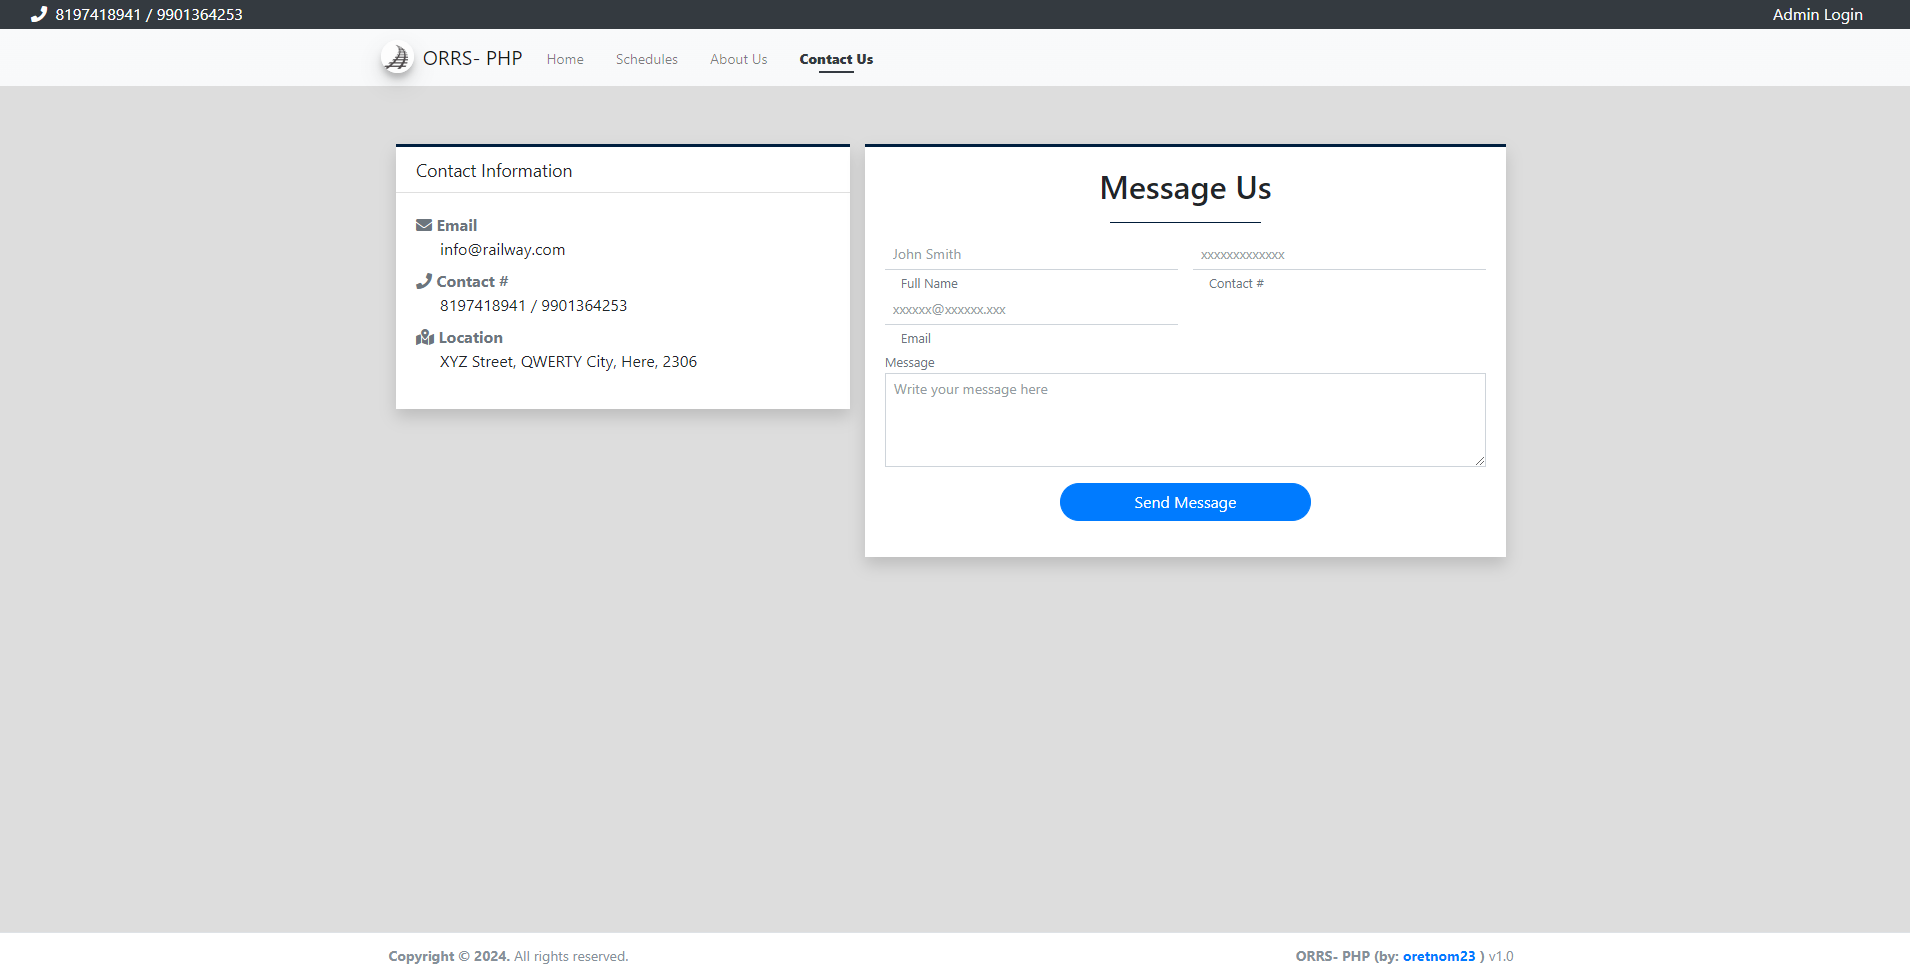 8197418941 / 9901364253
Admin Login
ORRS- PHP
Home
Schedules
About Us
Contact Us
Contact Information
Email
info@railway.com
Contact #
8197418941 / 9901364253
Location
XYZ Street, QWERTY City, Here, 2306
Message Us
John Smith
xxxxxxxxxxxxx
Full Name
Contact #
xxxxxx@xxxxxx.xxx
Email
Message
Write your message here
Send Message
Copyright © 2024. All rights reserved.
ORRS- PHP (by: oretnom23 ) v1.0